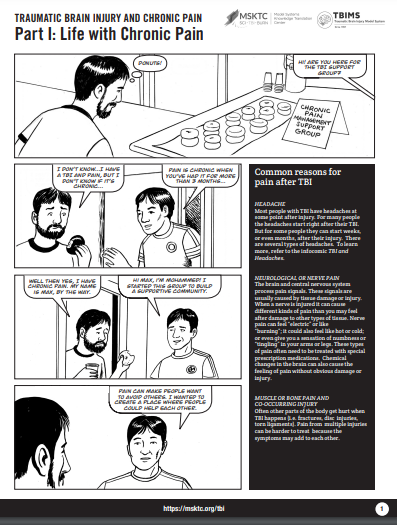 TRAUMATIC BRAIN INJURY AND CHRONIC PAIN
Part I: Life with Chronic Pain
MSKTC
SCI · TBI · BURN
Model Systems
Knowledge Translation
Center
TBIMS
Traumatic Brain Injury Model System
DONUTS!
HI! ARE YOU HERE FOR
THE TBI SUPPORT
GROUP?
CHRONIC
PAIN
MANAGEMENT
SUPPORT
GROUP
I DON'T KNOW...I HAVE
A TBI AND PAIN, BUT I
DON'T KNOW IF IT'S
CHRONIC...
PAIN IS CHRONIC WHEN
YOU'VE HAD IT FOR MORE
THAN 3 MONTHS...
WELL THEN YES, I HAVE
CHRONIC PAIN. MY NAME
IS MAX, BY THE WAY.
HI MAX, I'M MOHAMMED! I
STARTED THIS GROUP TO BUILD
A SUPPORTIVE COMMUNITY.
PAIN CAN MAKE PEOPLE WANT
TO AVOID OTHERS. I WANTED TO
CREATE A PLACE WHERE PEOPLE
COULD HELP EACH OTHER.
Common reasons for
pain after TBI
HEADACHE
Most people with TBI have headaches at
some point after injury. For many people
the headaches start right after their TBI.
But for some people they can start weeks,
or even months, after their injury. There
are several types of headaches. To learn
more, refer to the infocomic TBI and
Headaches.
NEUROLOGICAL OR NERVE PAIN
The brain and central nervous system
process pain signals. These signals are
usually caused by tissue damage or injury.
When a nerve is injured it can cause
different kinds of pain than you may feel
after damage to other types of tissue. Nerve
pain can feel "electric" or like
"burning"; it could also feel like hot or cold;
or even give you a sensation of numbness or
"tingling" in your arms or legs. These types
of pain often need to be treated with special
prescription medications. Chemical
changes in the brain can also cause the
feeling of pain without obvious damage or
injury.
MUSCLE OR BONE PAIN AND
CO-OCCURRING INJURY
Often other parts of the body get hurt when
TBI happens (i.e. fractures, disc injuries,
torn ligaments). Pain from multiple injuries
can be harder to treat because the
symptoms may add to each other.
https://msktc.org/tbi
1